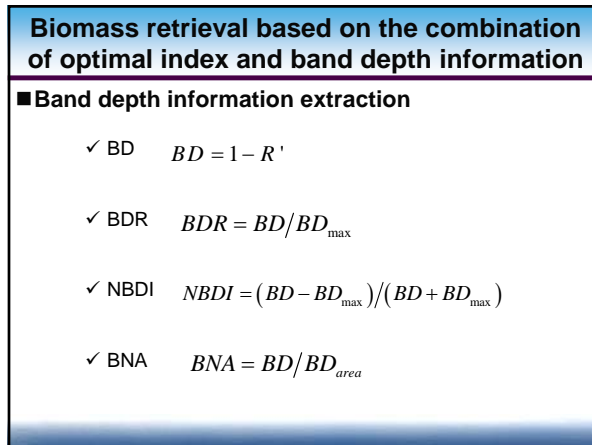 Biomass retrieval based on the combination
of optimal index and band depth information
■Band depth information extraction
✓ BD BD = 1 − R '
✓ BDR BDR = BD/BD_max
✓ NBDI NBDI = (BD − BD_max)/(BD + BD_max)
✓ BNA BNA = BD/BD_area